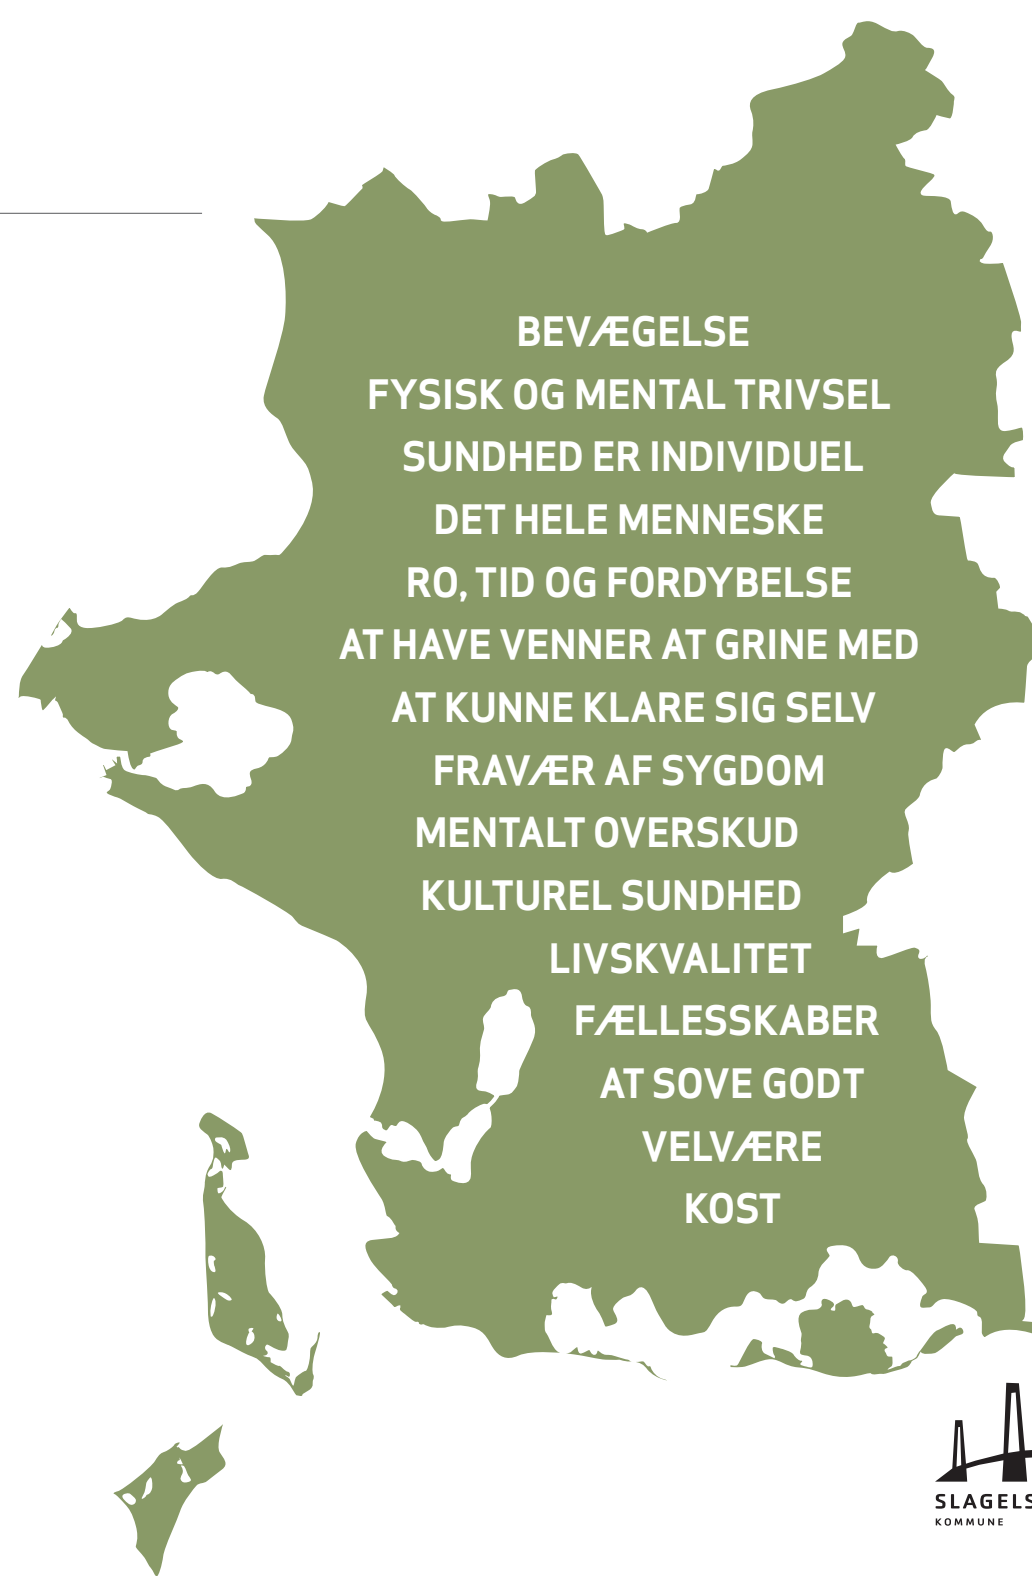 BEVÆGELSE
FYSISK OG MENTAL TRIVSEL
SUNDHED ER INDIVIDUEL
DET HELE MENNESKE
RO, TID OG FORDYBELSE
AT HAVE VENNER AT GRINE MED
AT KUNNE KLARE SIG SELV
FRAVÆR AF SYGDOM
MENTALT OVERSKUD
KULTUREL SUNDHED
LIVSKVALITET
FÆLLESSKABER
AT SOVE GODT
VELVÆRE
KOST
SLAGELS
KOMMUNE